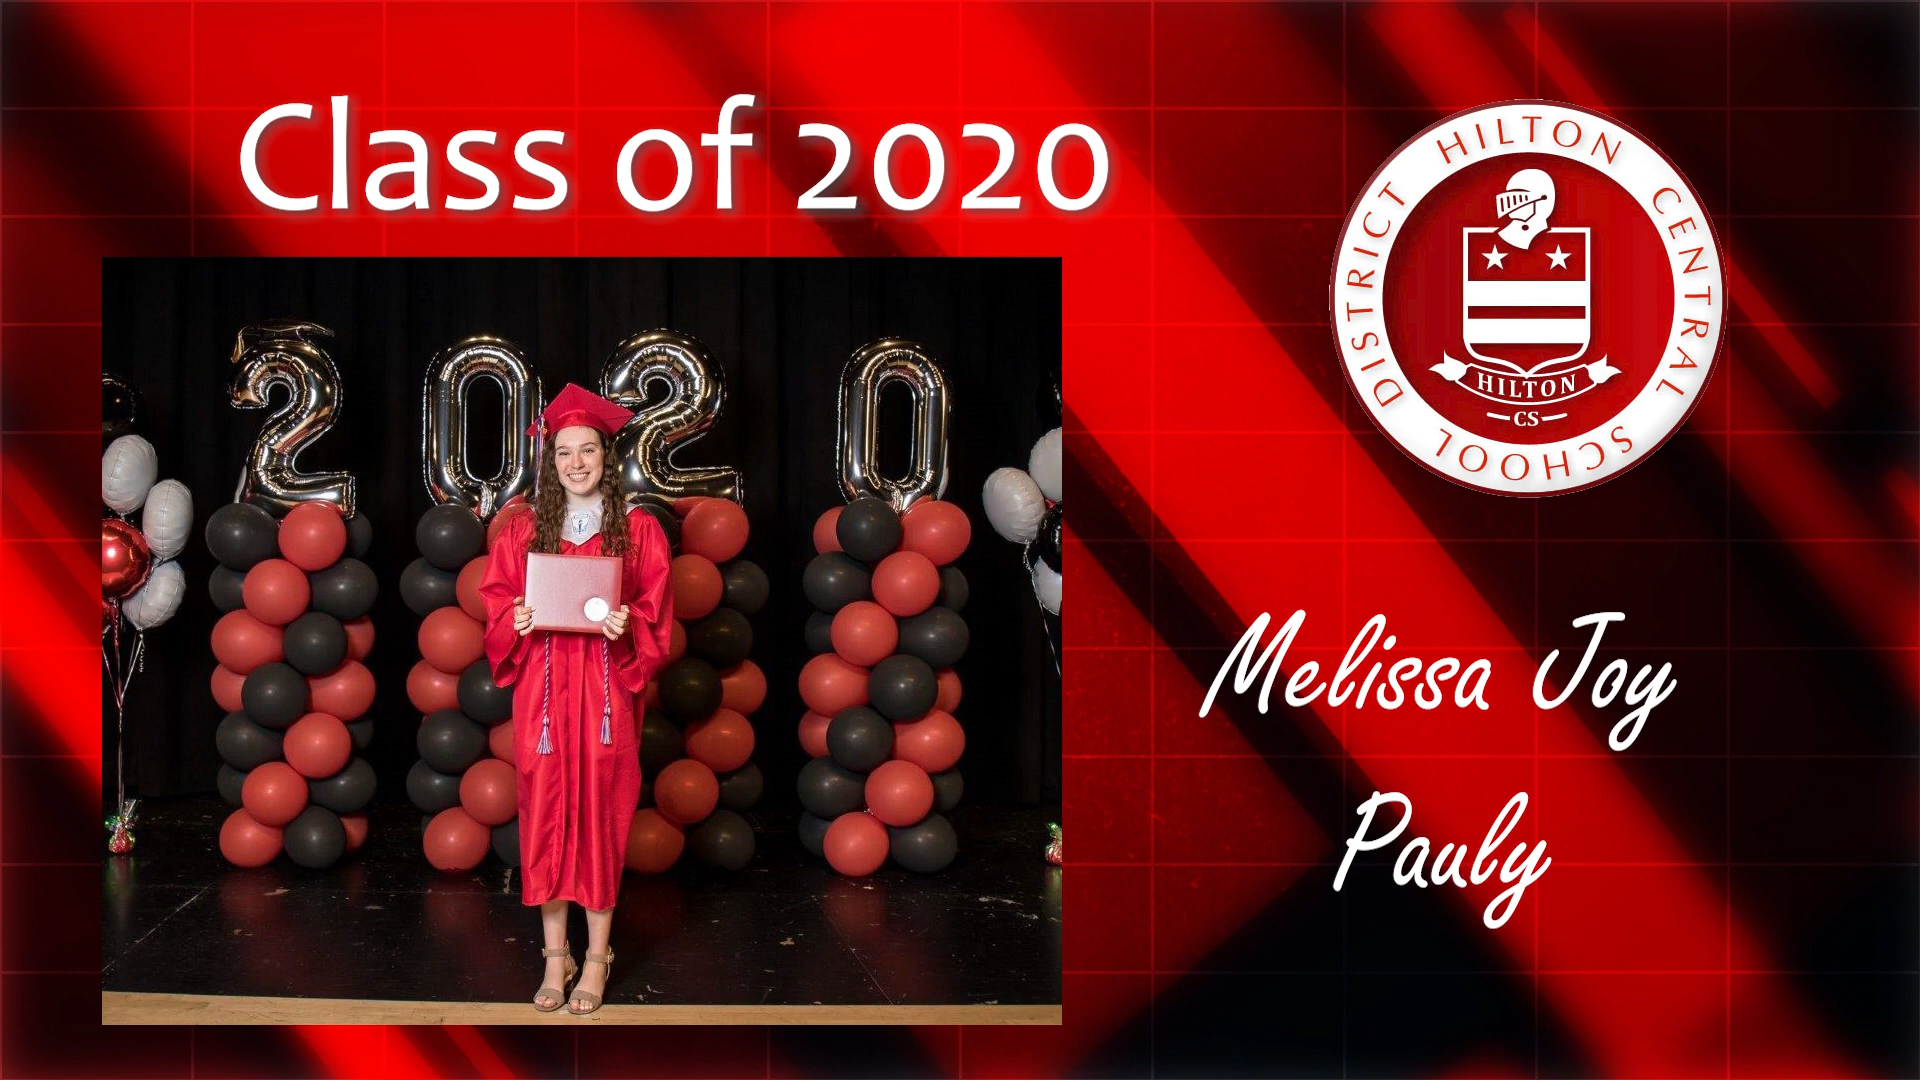 Class of 2020
HILTON CENTRAL SCHOOL DISTRICT
HILTON
CS
2020
Melissa Joy
Pauly